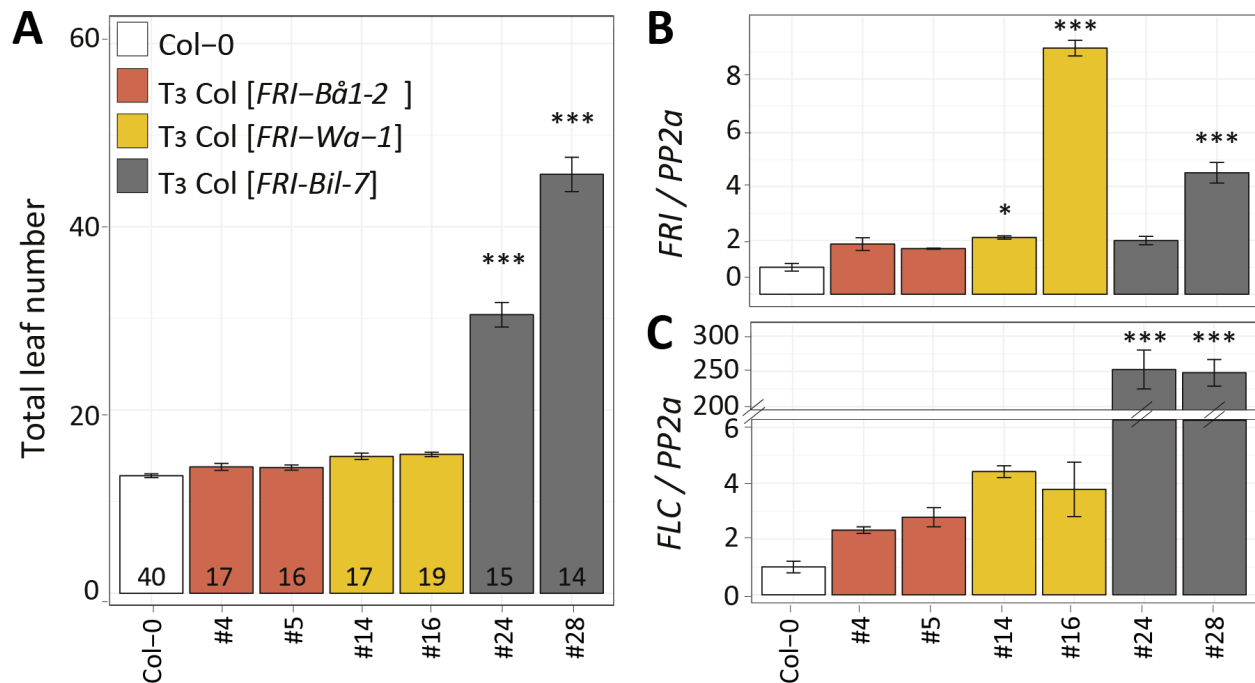 A
Total leaf number
60
40
20
0
Col−0
T3 Col [FRI−Bå1-2 ]
T3 Col [FRI−Wa−1]
T3 Col [FRI-Bil-7]
***
***
40 17 16 17 19 15 14
Col−0 #4 #5 #14 #16 #24 #28
B
FRI / PP2a
8
6
4
2
0
* *** ***
C
FLC / PP2a
300
250
200
6
4
2
0
*** ***
Col−0 #4 #5 #14 #16 #24 #28